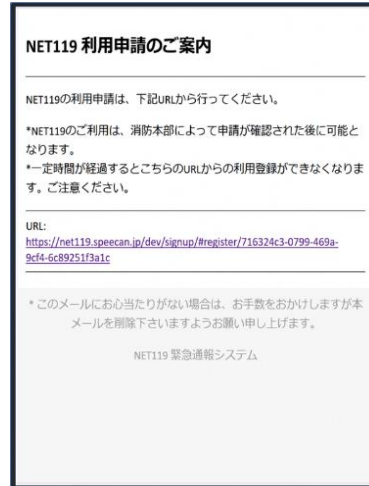 NET119 利用申請のご案内
NET119の利用申請は、下記URLから行ってください。
*NET119のご利用は、消防本部によって申請が確認された後に可能と
なります。
*一定時間が経過するとこちらのURLからの利用登録ができなくなりま
す。ご注意ください。
URL:
https://net119.speecan.jp/dev/signup/#register/716324c3-0799-469a-
9cf4-6c89251f3a1c
* このメールにお心当たりがない場合は、お手数をおかけしますが本
メールを削除下さいますようお願い申し上げます。
NET119 緊急通報システム